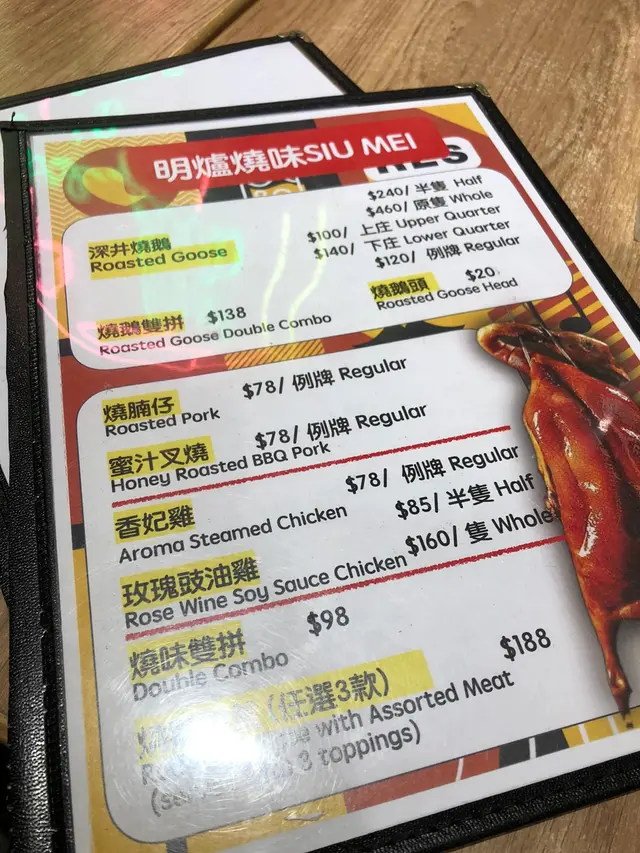 明爐燒味SIU MEI
深井燒鵝
Roasted Goose
$240/ 半隻 Half
$460/ 原隻 Whole
$100/ 上庄 Upper Quarter
$140/ 下庄 Lower Quarter
$120/ 例牌 Regular
燒鵝雙拼 $138
Roasted Goose Double Combo
燒鵝頭 $20
Roasted Goose Head
燒腩仔 $78/ 例牌 Regular
Roasted Pork
蜜汁叉燒 $78/ 例牌 Regular
Honey Roasted BBQ Pork
香妃雞 $78/ 例牌 Regular
Aroma Steamed Chicken $85/ 半隻 Half
玫瑰豉油雞 $160/ 隻 Whole
Rose Wine Soy Sauce Chicken
燒味雙拼 $98
Double Combo
(任選3款) $188
with Assorted Meat
3 toppings)